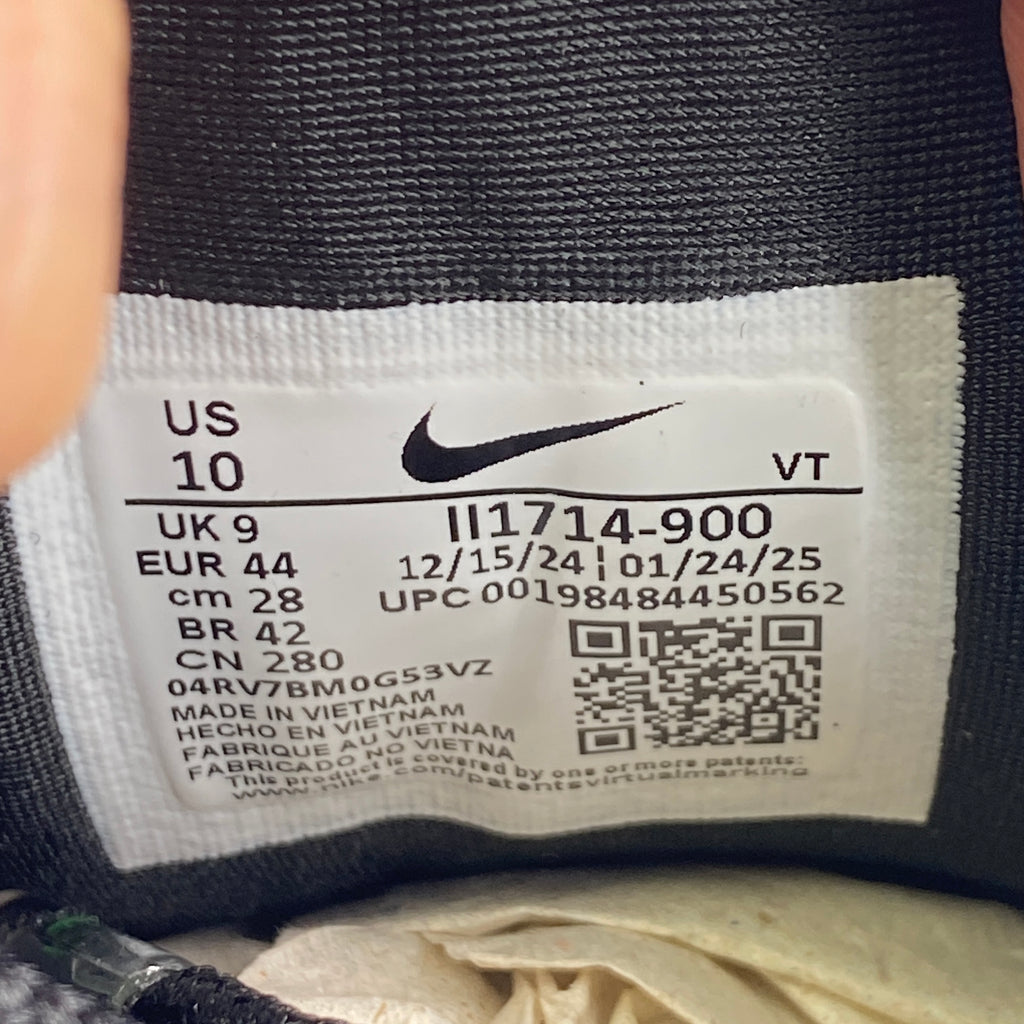 US
10
VT
UK 9
II1714-900
EUR 44
12/15/24 ¦ 01/24/25
cm 28
UPC 00198484450562
BR 42
CN 280
04RV7BM0G53VZ
MADE IN VIETNAM
HECHO EN VIETNAM
FABRIQUE AU VIETNAM
FABRICADO NO VIETNA
This product is covered by one or more patents:
www.nike.com/patentsvirtualmarking